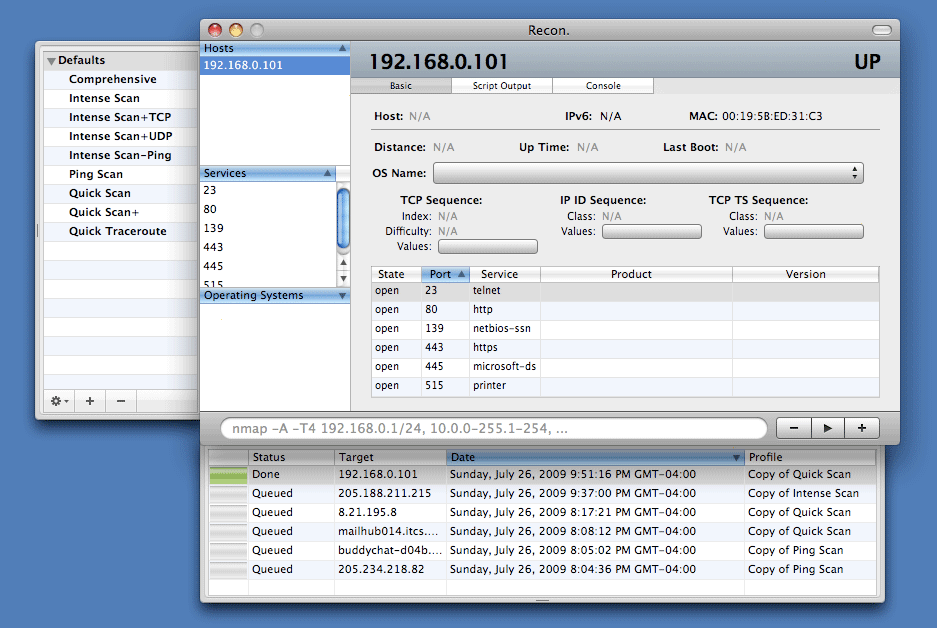 Recon.
Defaults
Comprehensive
Intense Scan
Intense Scan+TCP
Intense Scan+UDP
Intense Scan-Ping
Ping Scan
Quick Scan
Quick Scan+
Quick Traceroute
Hosts
192.168.0.101
Services
23
80
139
443
445
515
Operating Systems
192.168.0.101 UP
Basic Script Output Console
Host: N/A IPv6: N/A MAC: 00:19:5B:ED:31:C3
Distance: N/A Up Time: N/A Last Boot: N/A
OS Name:
TCP Sequence: IP ID Sequence: TCP TS Sequence:
Index: N/A Class: N/A Class: N/A
Difficulty: N/A
Values: Values: Values:
State Port Service Product Version
open 23 telnet
open 80 http
open 139 netbios-ssn
open 443 https
open 445 microsoft-ds
open 515 printer
nmap -A -T4 192.168.0.1/24, 10.0.0-255.1-254, ...
Status Target Date Profile
Done 192.168.0.101 Sunday, July 26, 2009 9:51:16 PM GMT-04:00 Copy of Quick Scan
Queued 205.188.211.215 Sunday, July 26, 2009 9:37:00 PM GMT-04:00 Copy of Intense Scan
Queued 8.21.195.8 Sunday, July 26, 2009 8:17:21 PM GMT-04:00 Copy of Quick Scan
Queued mailhub014.itcs.... Sunday, July 26, 2009 8:08:12 PM GMT-04:00 Copy of Quick Scan
Queued buddychat-d04b.... Sunday, July 26, 2009 8:05:02 PM GMT-04:00 Copy of Ping Scan
Queued 205.234.218.82 Sunday, July 26, 2009 8:04:36 PM GMT-04:00 Copy of Ping Scan